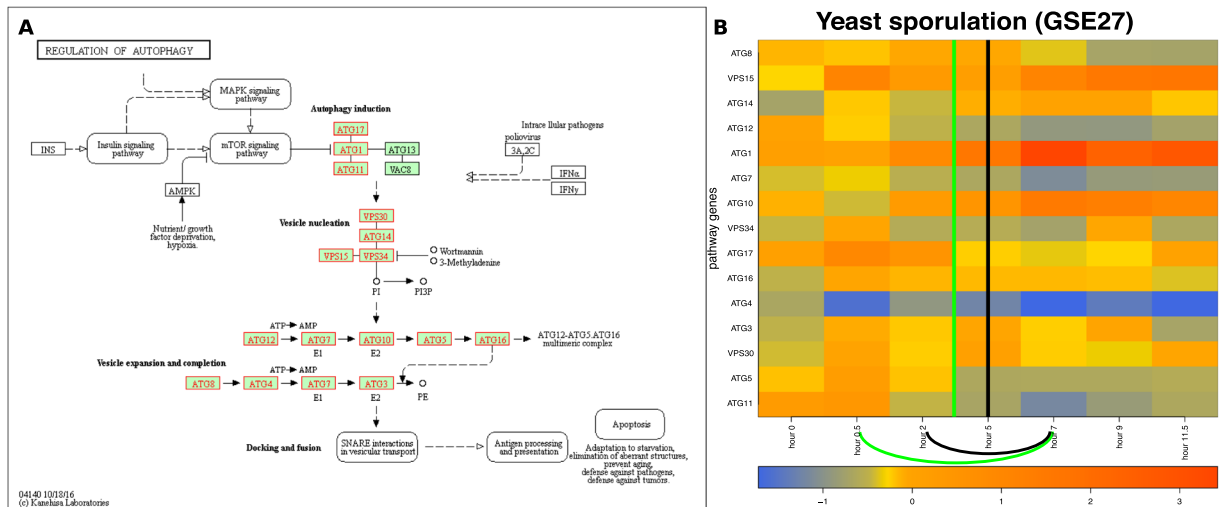 A
REGULATION OF AUTOPHAGY
MAPK signaling
pathway
Autophagy induction
ATG17
INS
Insulin signaling
pathway
mTOR signaling
pathway
ATG1
ATG13
ATG11
VAC8
Intrace llular pathogens
poliovirus
3A,2C
IFNα
IFNγ
AMPK
Nutrient/ growth
factor deprivation,
hypoxia.
Vesicle nucleation
VPS30
ATG14
VPS15
VPS34
Wortmannin
3-Methyladenine
PI
PI3P
ATP
AMP
ATG12
ATG7
ATG10
ATG5
ATG16
ATG12-ATG5.ATG16
multimeric complex
E1
E2
Vesicle expansion and completion
ATP
AMP
ATG8
ATG4
ATG7
ATG3
PE
E1
E2
Docking and fusion
SNARE interactions
in vesicular transport
Antigen processing
and presentation
Apoptosis
Adaptation to starvation,
elimination of aberrant structures,
prevent aging,
defense against pathogens,
defense against tumors.
04140 10/18/16
(c) Kanehisa Laboratories
B
Yeast sporulation (GSE27)
pathway genes
ATG8
VPS15
ATG14
ATG12
ATG1
ATG7
ATG10
VPS34
ATG17
ATG16
ATG4
ATG3
VPS30
ATG5
ATG11
hour 0
hour 0.5
hour 2
hour 5
hour 7
hour 9
hour 11.5
−1
0
1
2
3